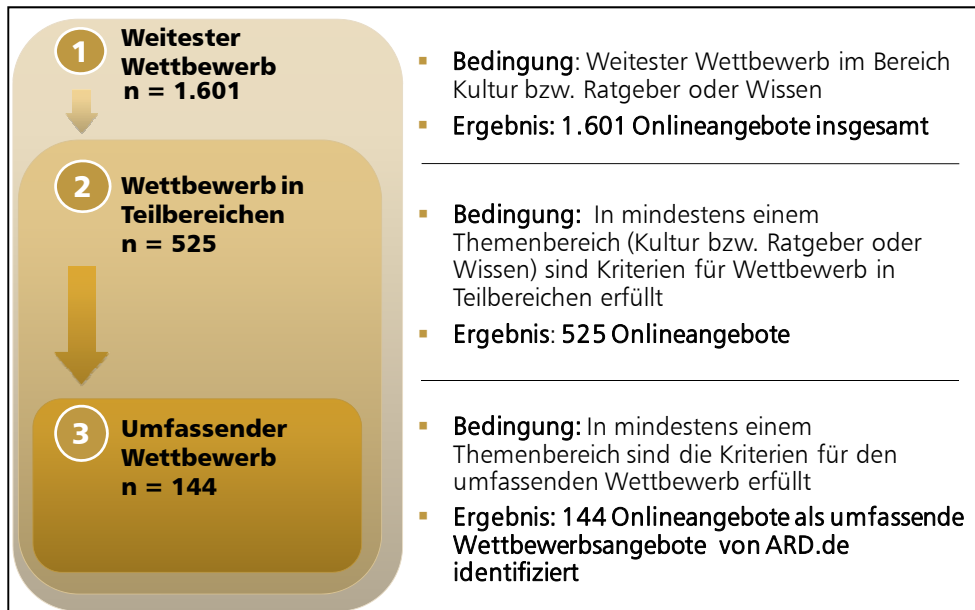 1
Weitester
Wettbewerb
n = 1.601
▪ Bedingung: Weitester Wettbewerb im Bereich
Kultur bzw. Ratgeber oder Wissen
▪ Ergebnis: 1.601 Onlineangebote insgesamt
2
Wettbewerb in
Teilbereichen
n = 525
▪ Bedingung: In mindestens einem
Themenbereich (Kultur bzw. Ratgeber oder
Wissen) sind Kriterien für Wettbewerb in
Teilbereichen erfüllt
▪ Ergebnis: 525 Onlineangebote
3
Umfassender
Wettbewerb
n = 144
▪ Bedingung: In mindestens einem
Themenbereich sind die Kriterien für den
umfassenden Wettbewerb erfüllt
▪ Ergebnis: 144 Onlineangebote als umfassende
Wettbewerbsangebote von ARD.de
identifiziert